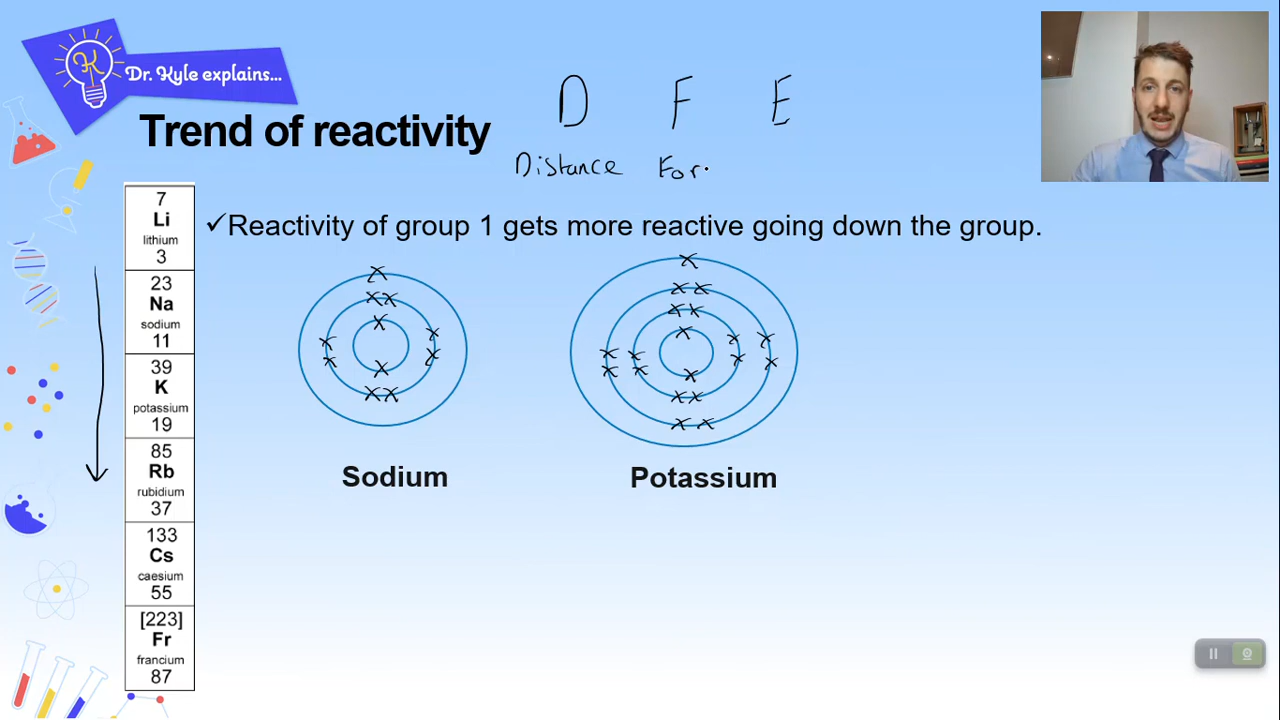 Dr. Kyle explains...
D F E
Trend of reactivity
Distance For
7
Li
lithium
3
23
Na
sodium
11
39
K
potassium
19
85
Rb
rubidium
37
133
Cs
caesium
55
[223]
Fr
francium
87
✓Reactivity of group 1 gets more reactive going down the group.
Sodium Potassium